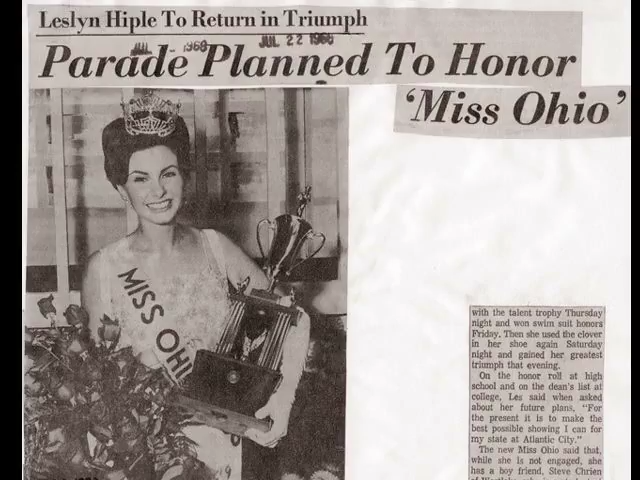 Leslyn Hiple To Return in Triumph
JUL 1968
JUL 22 1968
Parade Planned To Honor
'Miss Ohio'
MISS OHIO
with the talent trophy Thursday
night and won swim suit honors
Friday. Then she used the clover
in her shoe again Saturday
night and gained her greatest
triumph that evening.
On the honor roll at high
school and on the dean's list at
college, Les said when asked
about her future plans, "For
the present it is to make the
best possible showing I can for
my state at Atlantic City."
The new Miss Ohio said that,
while she is not engaged, she
has a boy friend, Steve Chrien